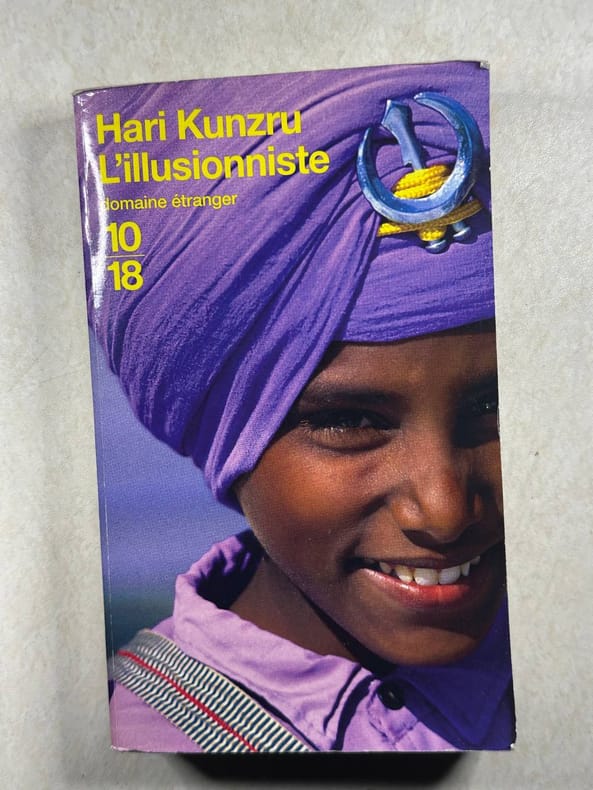 Hari Kunzru
L'illusionniste
domaine étranger
10
18